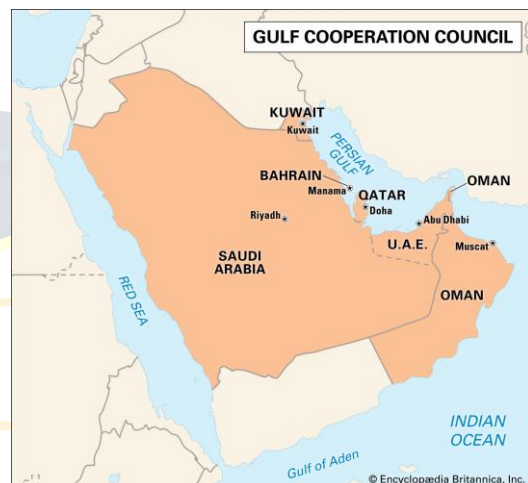 GULF COOPERATION COUNCIL
KUWAIT
Kuwait
PERSIAN
GULF
BAHRAIN
Manama
QATAR
Doha
OMAN
Riyadh
Abu Dhabi
U.A.E.
Muscat
SAUDI
ARABIA
OMAN
RED SEA
INDIAN
OCEAN
Gulf of Aden
© Encyclopædia Britannica, Inc.